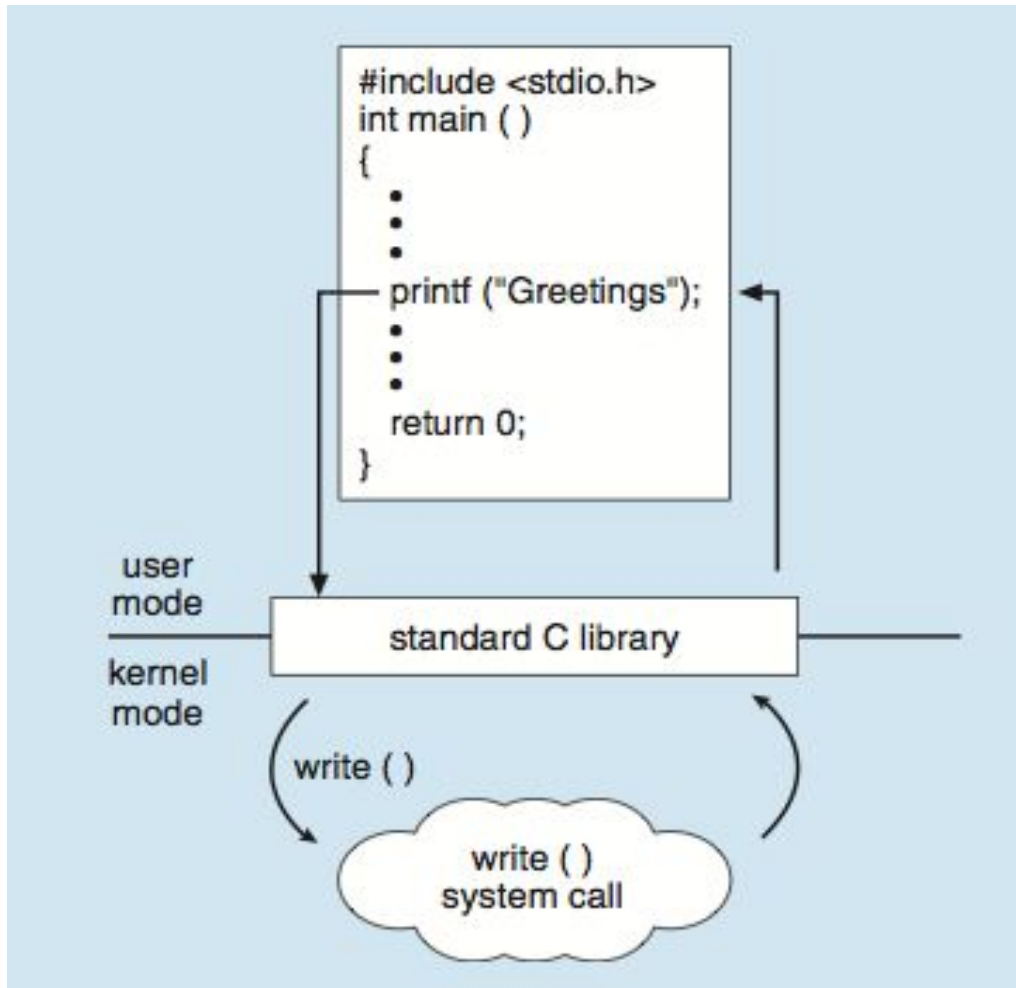 #include <stdio.h>
int main ( )
{
•
•
•
printf ("Greetings");
•
•
•
return 0;
}
user
mode
standard C library
kernel
mode
write ( )
write ( )
system call